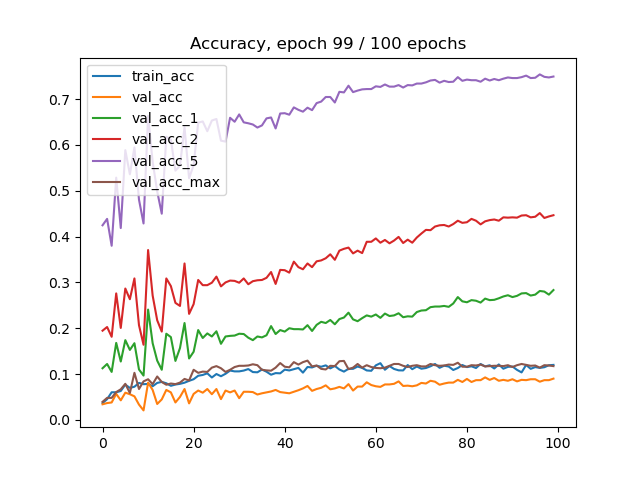 Accuracy, epoch 99 / 100 epochs
train_acc
val_acc
val_acc_1
val_acc_2
val_acc_5
val_acc_max
0.7
0.6
0.5
0.4
0.3
0.2
0.1
0.0
0 20 40 60 80 100